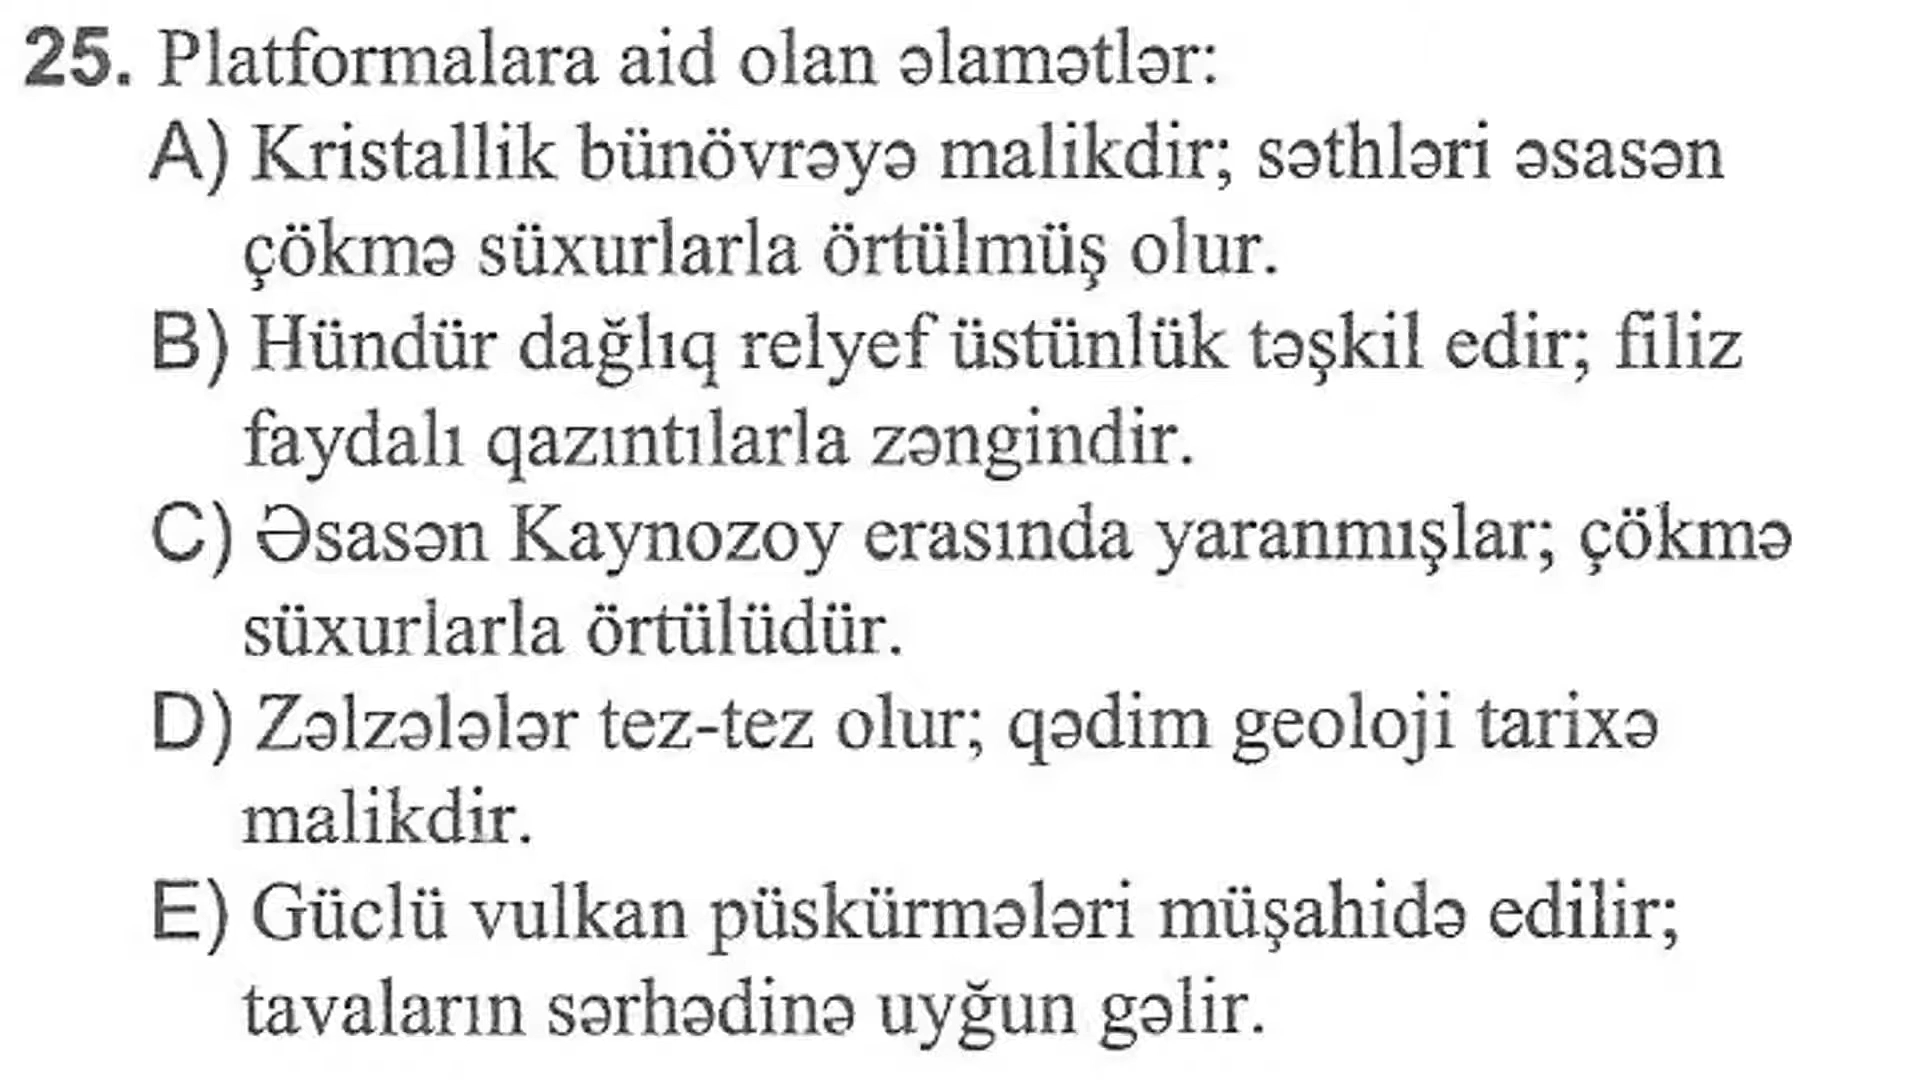 25. Platformalara aid olan əlamətlər:
A) Kristallik bünövrəyə malikdir; səthləri əsasən
çökmə süxurlarla örtülmüş olur.
B) Hündür dağlıq relyef üstünlük təşkil edir; filiz
faydalı qazıntılarla zəngindir.
C) Əsasən Kaynozoy erasında yaranmışlar; çökmə
süxurlarla örtülüdür.
D) Zəlzələlər tez-tez olur; qədim geoloji tarixə
malikdir.
E) Güclü vulkan püskürmələri müşahidə edilir;
tavaların sərhədinə uyğun gəlir.